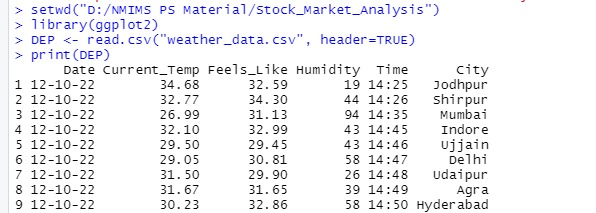 > setwd("D:/NMIMS PS Material/Stock_Market_Analysis")
> library(ggplot2)
> DEP <- read.csv("weather_data.csv", header=TRUE)
> print(DEP)
Date Current_Temp Feels_Like Humidity Time City
1 12-10-22 34.68 32.59 19 14:25 Jodhpur
2 12-10-22 32.77 34.30 44 14:26 Shirpur
3 12-10-22 26.99 31.13 94 14:35 Mumbai
4 12-10-22 32.10 32.99 43 14:45 Indore
5 12-10-22 29.50 29.45 43 14:46 Ujjain
6 12-10-22 29.05 30.81 58 14:47 Delhi
7 12-10-22 31.50 29.90 26 14:48 Udaipur
8 12-10-22 31.67 31.65 39 14:49 Agra
9 12-10-22 30.23 32.86 58 14:50 Hyderabad